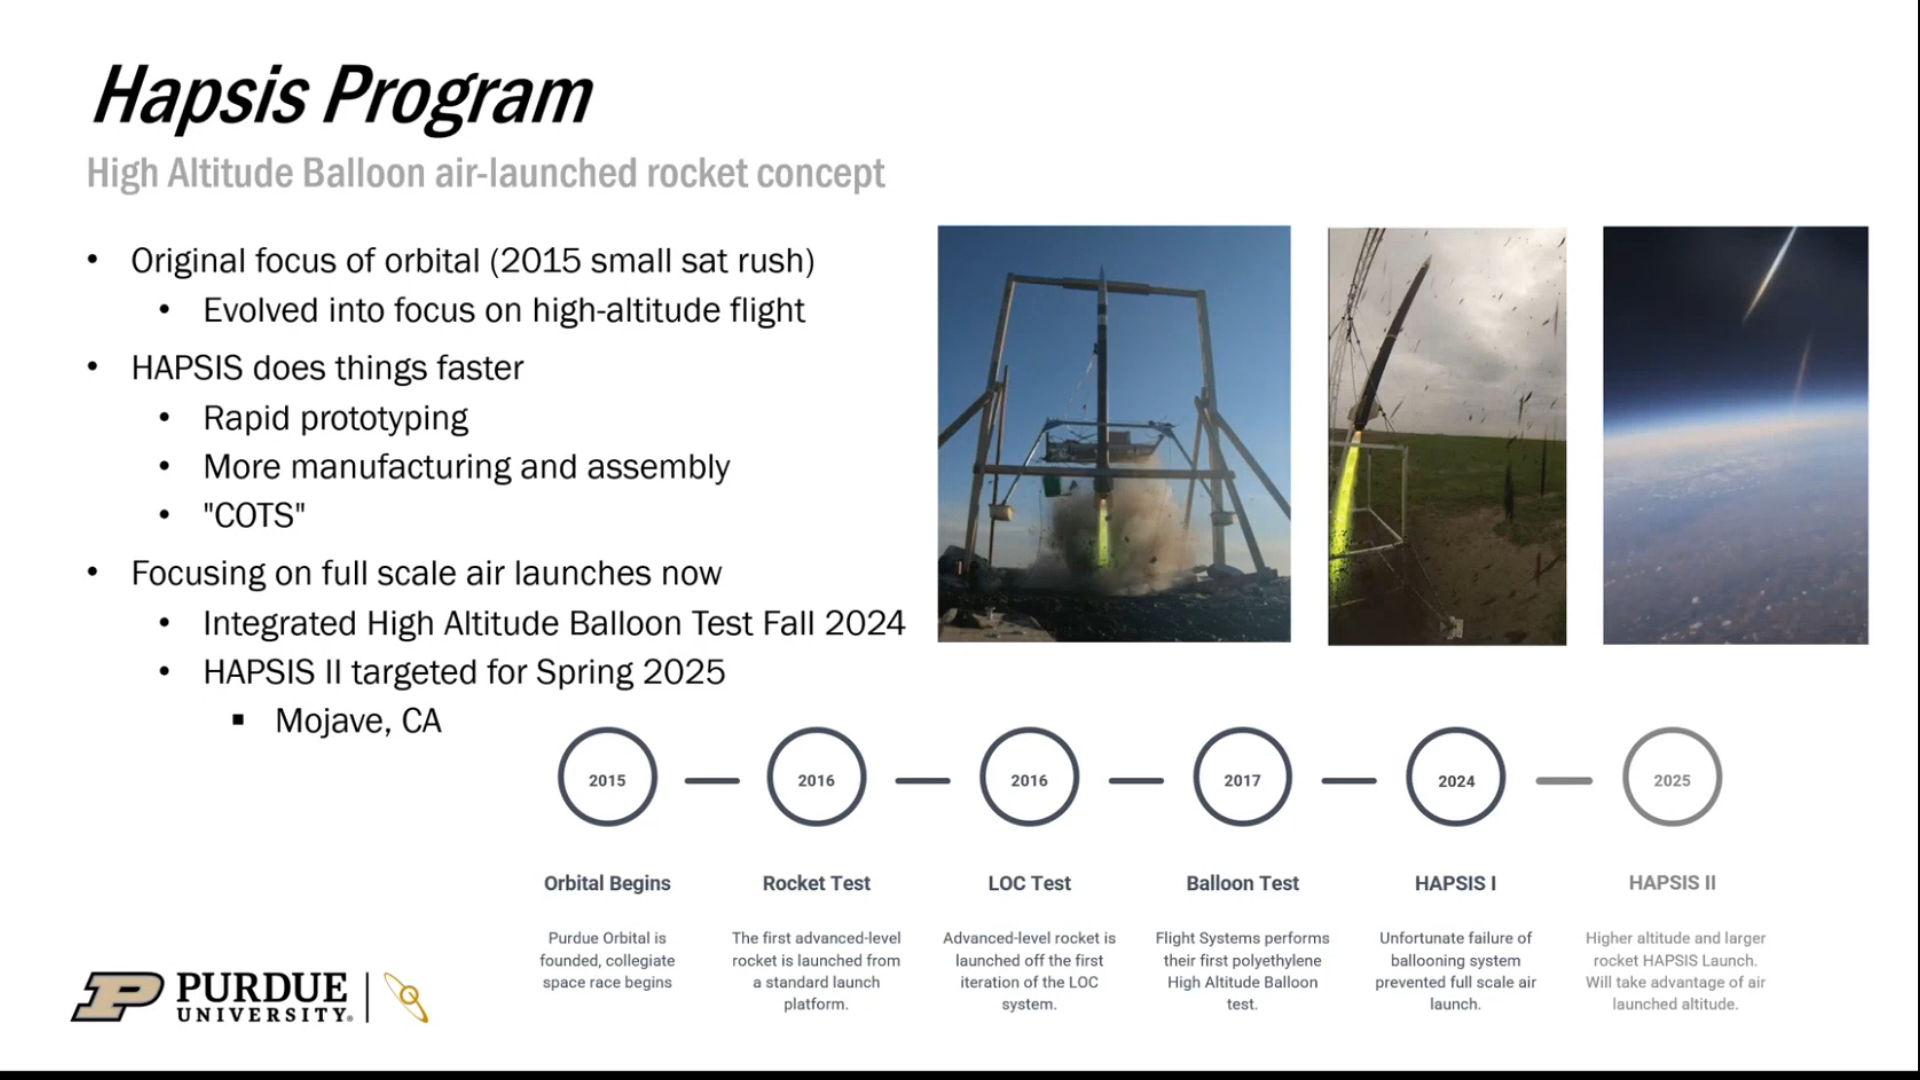 Hapsis Program
High Altitude Balloon air-launched rocket concept
• Original focus of orbital (2015 small sat rush)
• Evolved into focus on high-altitude flight
• HAPSIS does things faster
• Rapid prototyping
• More manufacturing and assembly
• "COTS"
• Focusing on full scale air launches now
• Integrated High Altitude Balloon Test Fall 2024
• HAPSIS II targeted for Spring 2025
▪ Mojave, CA
2015
Orbital Begins
Purdue Orbital is
founded, collegiate
space race begins
2016
Rocket Test
The first advanced-level
rocket is launched from
a standard launch
platform.
2016
LOC Test
Advanced-level rocket is
launched off the first
iteration of the LOC
system.
2017
Balloon Test
Flight Systems performs
their first polyethylene
High Altitude Balloon
test.
2024
HAPSIS I
Unfortunate failure of
ballooning system
prevented full scale air
launch.
2025
HAPSIS II
Higher altitude and larger
rocket HAPSIS Launch.
Will take advantage of air
launched altitude.
P PURDUE
UNIVERSITY®